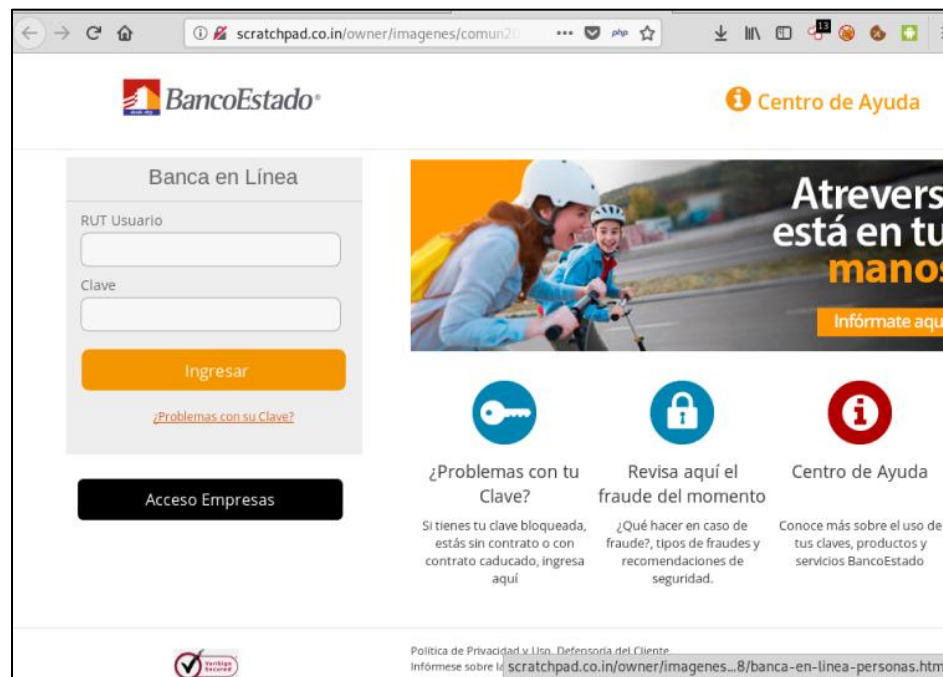 scratchpad.co.in/owner/imagenes/comun20
php
13
BancoEstado
Centro de Ayuda
Banca en Línea
RUT Usuario
Clave
Ingresar
¿Problemas con su Clave?
Acceso Empresas
Atrevers
está en tu
manos
Infórmate aqu
¿Problemas con tu
Clave?
Si tienes tu clave bloqueada,
estás sin contrato o con
contrato caducado, ingresa
aquí
Revisa aquí el
fraude del momento
¿Qué hacer en caso de
fraude?, tipos de fraudes y
recomendaciones de
seguridad.
Centro de Ayuda
Conoce más sobre el uso de
tus claves, productos y
servicios BancoEstado
VeriSign
Secured
Política de Privacidad y Uso. Defensoría del Cliente
Infórmese sobre la
scratchpad.co.in/owner/imagenes...8/banca-en-linea-personas.htm